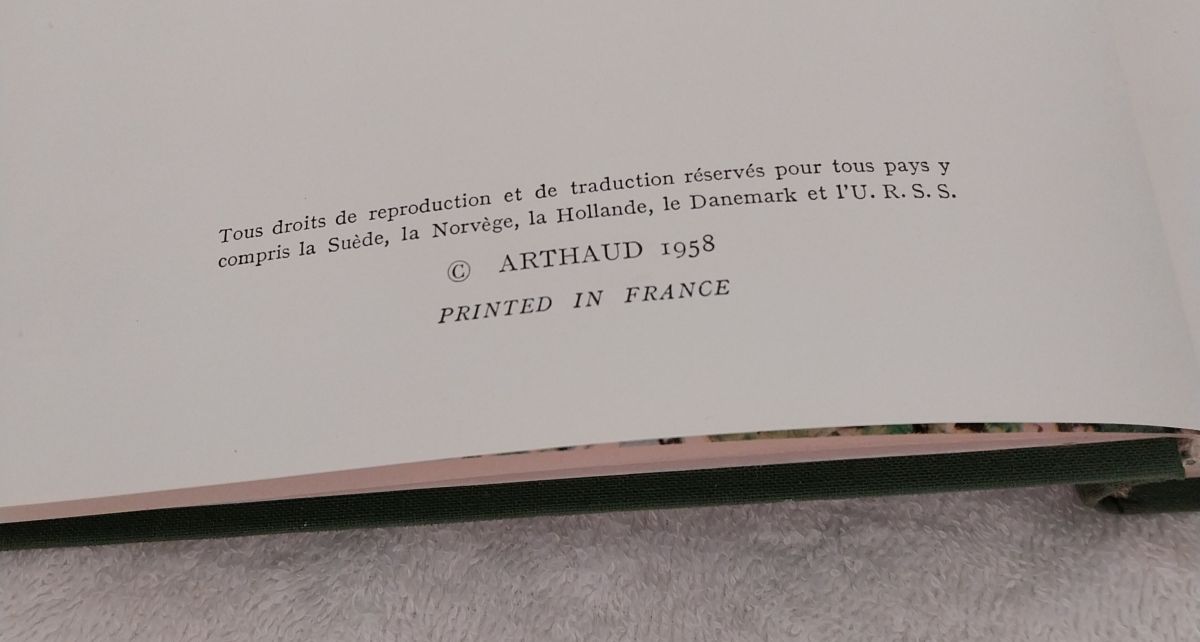 Tous droits de reproduction et de traduction réservés pour tous pays y
compris la Suède, la Norvège, la Hollande, le Danemark et l'U. R. S. S.
© ARTHAUD 1958
PRINTED IN FRANCE